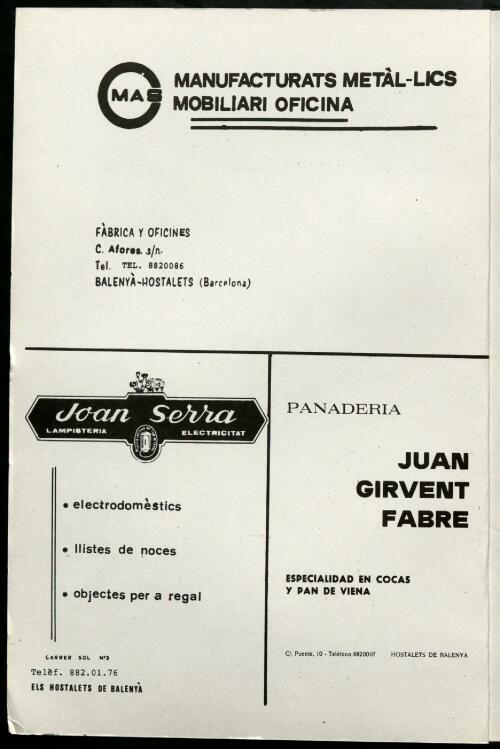 MAS
MANUFACTURATS METÀL-LICS
MOBILIARI OFICINA
FÀBRICA Y OFICINES
C. Afores. s/n.
Tel. TEL. 8820086
BALENYÀ-HOSTALETS (Barcelona)
Joan Serra
LAMPISTERIA ELECTRICITAT
• electrodomèstics
• llistes de noces
• objectes per a regal
CARRER SOL Nº3
Telèf. 882.01.76
ELS HOSTALETS DE BALENYÀ
PANADERIA
JUAN
GIRVENT
FABRE
ESPECIALIDAD EN COCAS
Y PAN DE VIENA
C/. Puente, 10 - Teléfono 8820007 HOSTALETS DE BALENYA